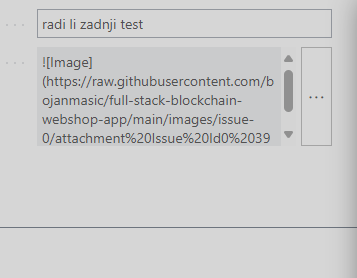 radi li zadnji test
![Image]
(https://raw.githubusercontent.com/b
ojanmasic/full-stack-blockchain-
webshop-app/main/images/issue-
0/attachment%20Issue%20Id0%2039
...